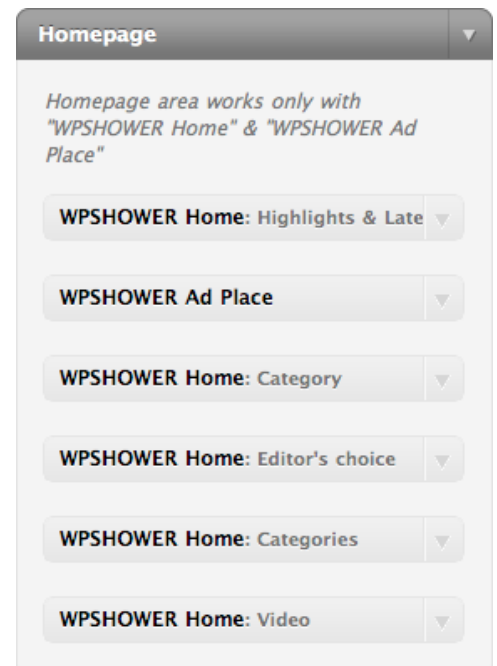 Homepage
Homepage area works only with
"WPSHOWER Home" & "WPSHOWER Ad
Place"
WPSHOWER Home: Highlights & Late
WPSHOWER Ad Place
WPSHOWER Home: Category
WPSHOWER Home: Editor's choice
WPSHOWER Home: Categories
WPSHOWER Home: Video